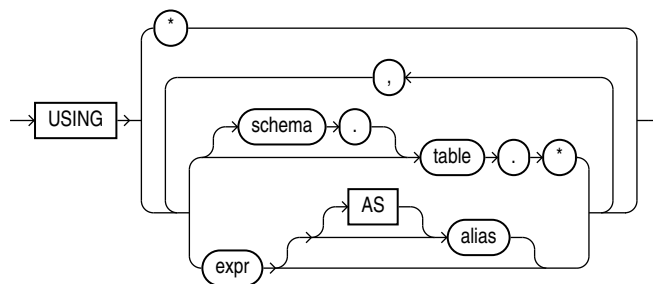 *
,
USING
schema .
table . *
AS
alias
expr